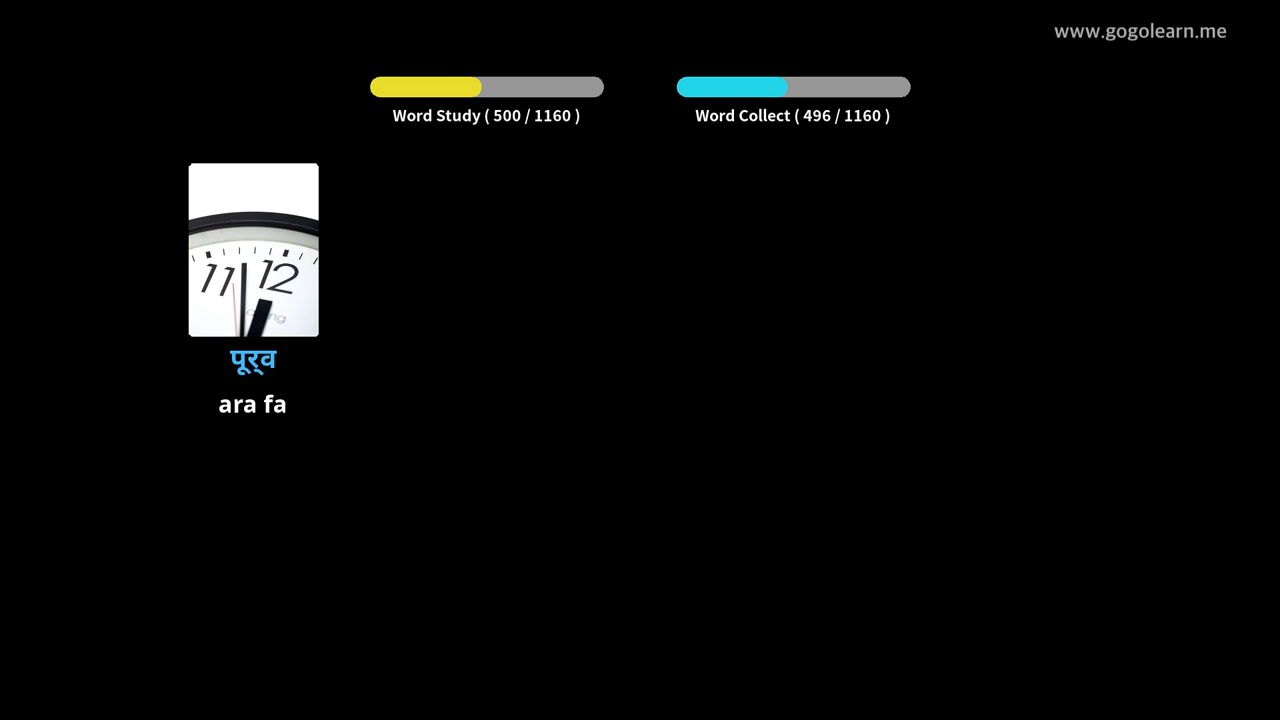 www.gogolearn.me
Word Study ( 500 / 1160 )
Word Collect ( 496 / 1160 )
11 12
पूर्व
ara fa